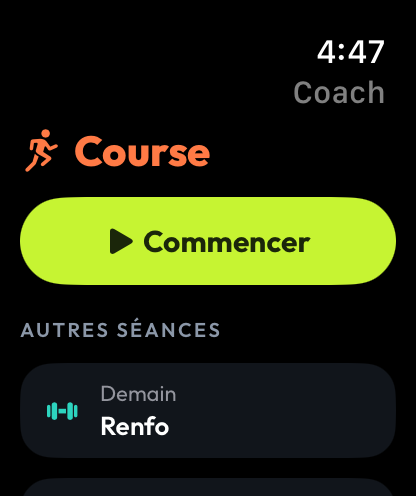 4:47
Coach
Course
Commencer
AUTRES SÉANCES
Demain
Renfo